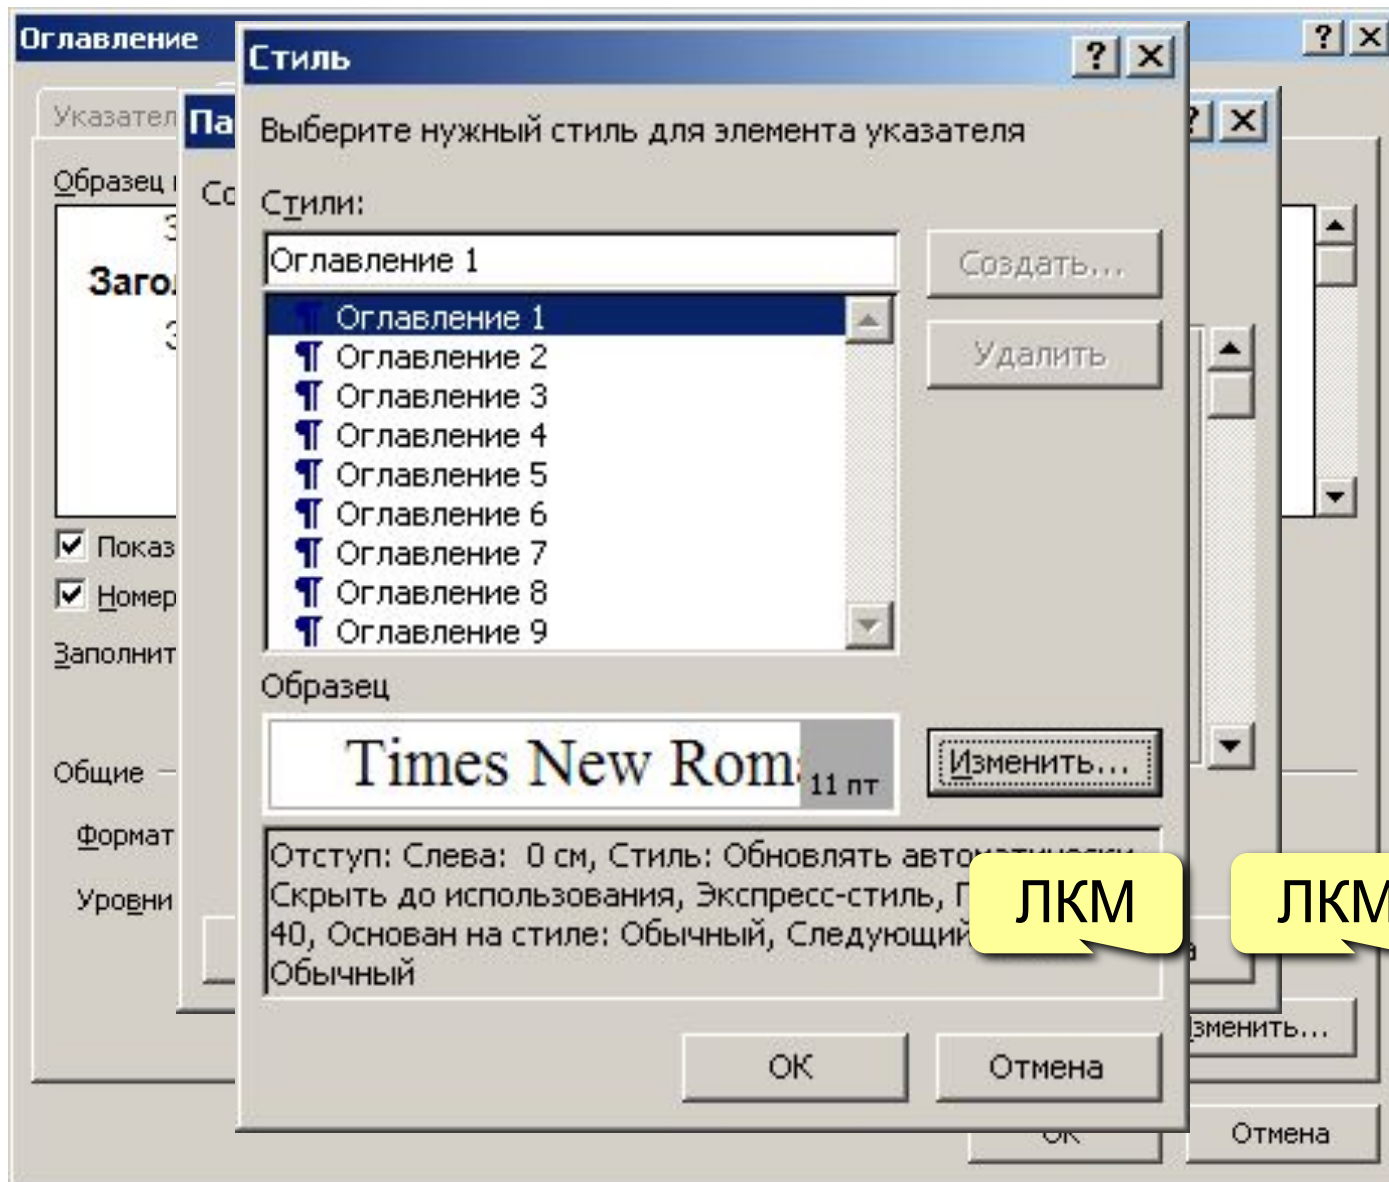 Оглавление
Стиль
Указател
Па
Выберите нужный стиль для элемента указателя
Образец
Со
Стили:
Оглавление 1
Создать...
Заго
Оглавление 1
Оглавление 2
Удалить
Оглавление 3
Оглавление 4
Оглавление 5
Оглавление 6
Показ
Оглавление 7
Номер
Оглавление 8
Оглавление 9
Заполнит
Образец
Times New Roma
11 пт
Изменить...
Общие
Формат
Отступ: Слева: 0 см, Стиль: Обновлять автоматически,
Уровни
Скрыть до использования, Экспресс-стиль, П
ЛКМ
ЛКМ
40, Основан на стиле: Обычный, Следующий
а
Обычный
зменить...
ОК
Отмена
ОК
Отмена